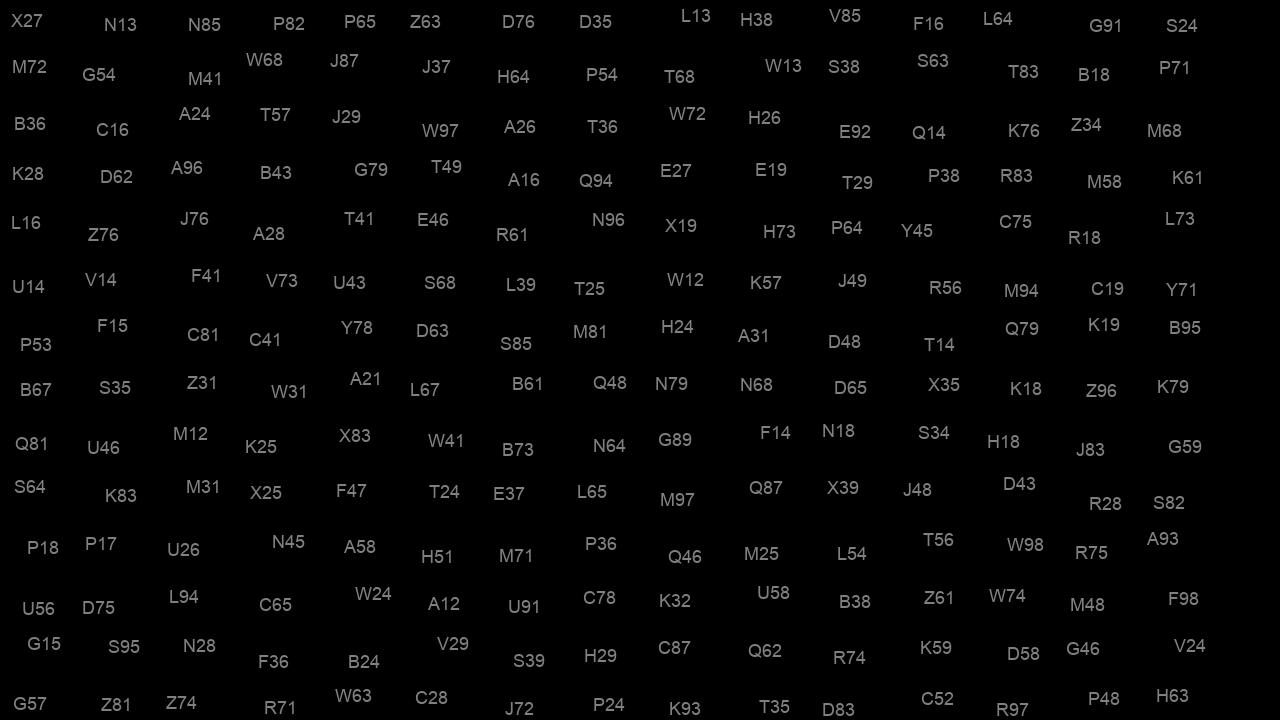 X27 N13 N85 P82 P65 Z63 D76 D35 L13 H38 V85 F16 L64 G91 S24
M72 G54 M41 W68 J87 J37 H64 P54 T68 W13 S38 S63 T83 B18 P71
B36 C16 A24 T57 J29 W97 A26 T36 W72 H26 E92 Q14 K76 Z34 M68
K28 D62 A96 B43 G79 T49 A16 Q94 E27 E19 T29 P38 R83 M58 K61
L16 Z76 J76 A28 T41 E46 R61 N96 X19 H73 P64 Y45 C75 R18 L73
U14 V14 F41 V73 U43 S68 L39 T25 W12 K57 J49 R56 M94 C19 Y71
P53 F15 C81 C41 Y78 D63 S85 M81 H24 A31 D48 T14 Q79 K19 B95
B67 S35 Z31 W31 A21 L67 B61 Q48 N79 N68 D65 X35 K18 Z96 K79
Q81 U46 M12 K25 X83 W41 B73 N64 G89 F14 N18 S34 H18 J83 G59
S64 K83 M31 X25 F47 T24 E37 L65 M97 Q87 X39 J48 D43 R28 S82
P18 P17 U26 N45 A58 H51 M71 P36 Q46 M25 L54 T56 W98 R75 A93
U56 D75 L94 C65 W24 A12 U91 C78 K32 U58 B38 Z61 W74 M48 F98
G15 S95 N28 F36 B24 V29 S39 H29 C87 Q62 R74 K59 D58 G46 V24
G57 Z81 Z74 R71 W63 C28 J72 P24 K93 T35 D83 C52 R97 P48 H63